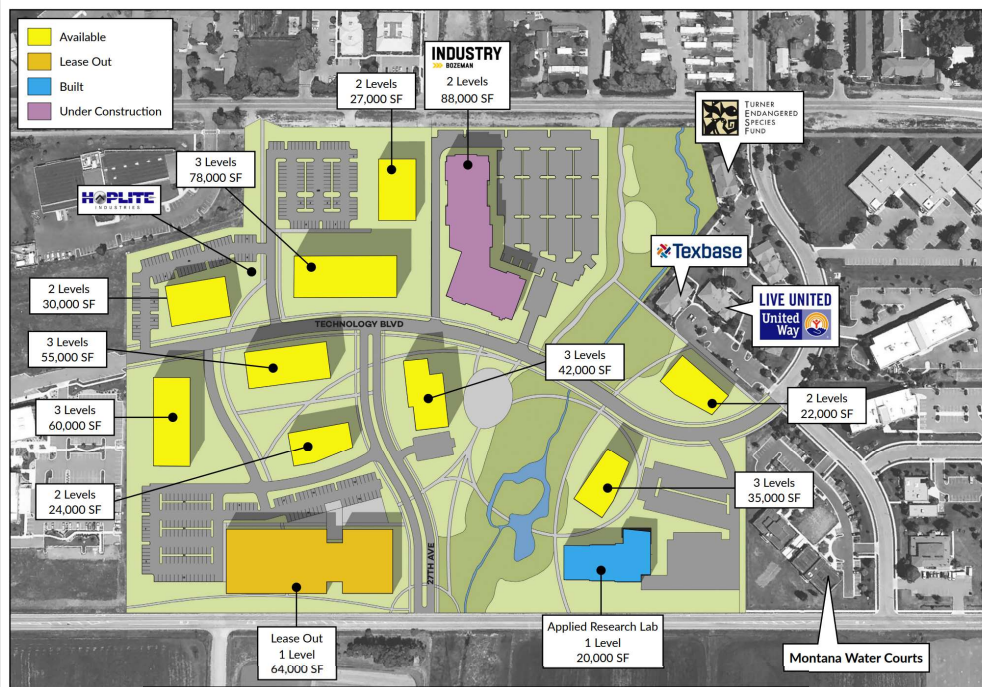 Available
Lease Out
Built
Under Construction
INDUSTRY
BOZEMAN
2 Levels
88,000 SF
2 Levels
27,000 SF
TURNER
ENDANGERED
SPECIES
FUND
3 Levels
78,000 SF
HOPLITE
INDUSTRIES
Texbase
LIVE UNITED
United
Way
2 Levels
30,000 SF
TECHNOLOGY BLVD
3 Levels
55,000 SF
3 Levels
42,000 SF
3 Levels
60,000 SF
2 Levels
22,000 SF
2 Levels
24,000 SF
3 Levels
35,000 SF
27TH AVE
Lease Out
1 Level
64,000 SF
Applied Research Lab
1 Level
20,000 SF
Montana Water Courts